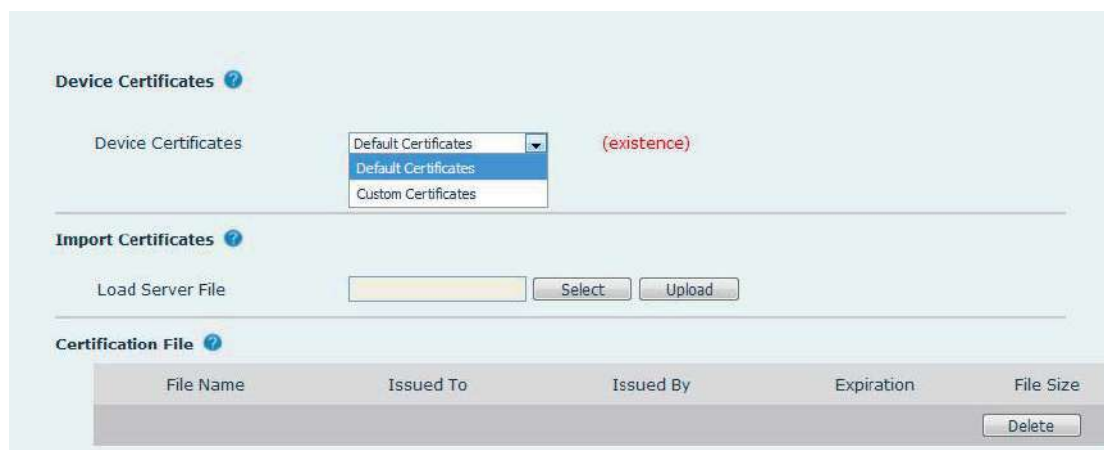 Device Certificates ?
Device Certificates Default Certificates (existence)
Default Certificates
Custom Certificates
Import Certificates ?
Load Server File Select Upload
Certification File ?
File Name Issued To Issued By Expiration File Size
Delete